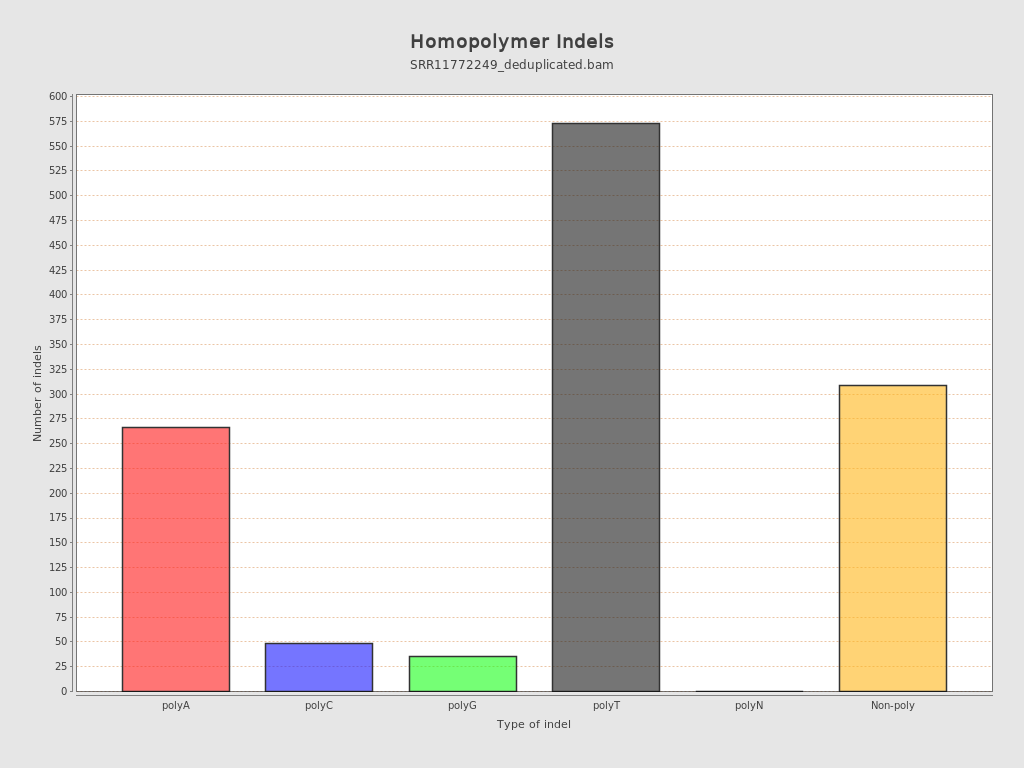 Homopolymer Indels
SRR11772249_deduplicated.bam
600
575
550
525
500
475
450
425
400
375
350
325
300
275
250
225
200
175
150
125
100
75
50
25
0
Number of indels
polyA
polyC
polyG
polyT
polyN
Non-poly
Type of indel